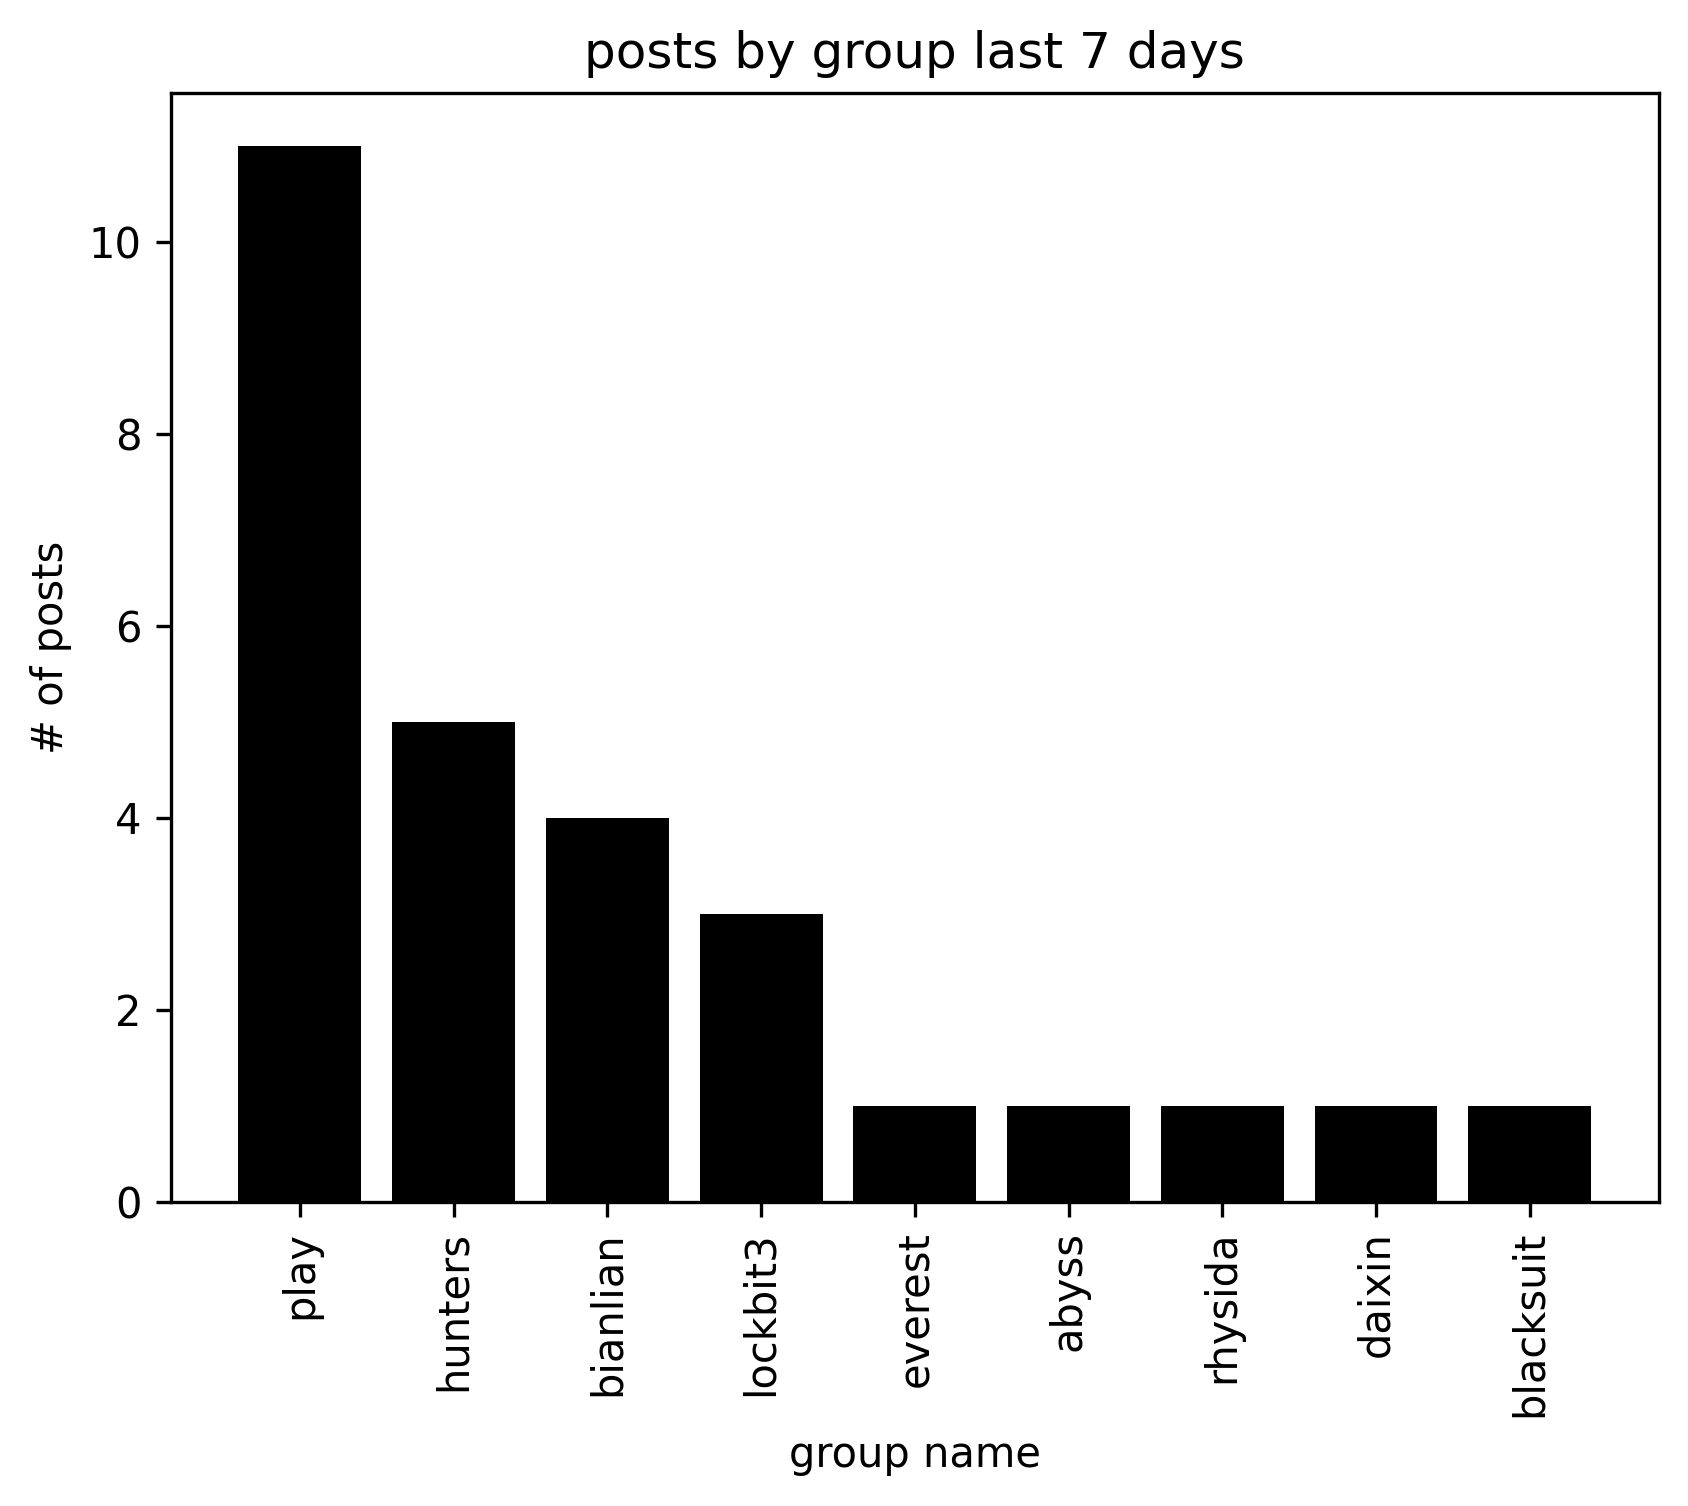 posts by group last 7 days
# of posts
10
8
6
4
2
0
play
hunters
bianlian
lockbit3
everest
abyss
rhysida
daixin
blacksuit
group name